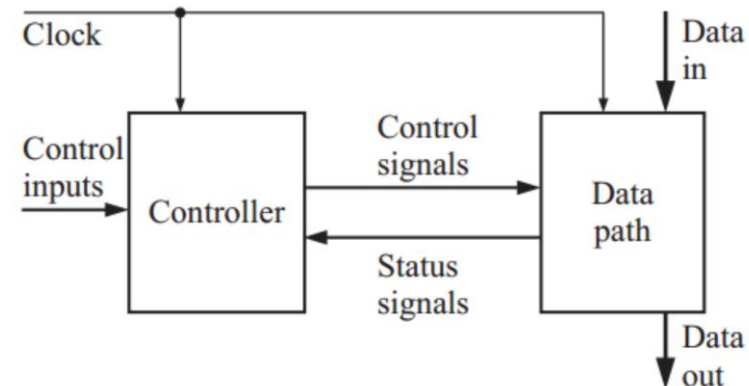 Clock
Data
in
Control
inputs
Controller
Control
signals
Data
path
Status
signals
Data
out